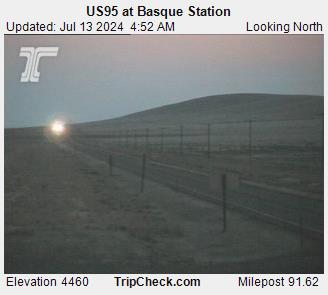 US95 at Basque Station
Updated: Jul 13 2024 4:52 AM Looking North
Elevation 4460 TripCheck.com Milepost 91.62